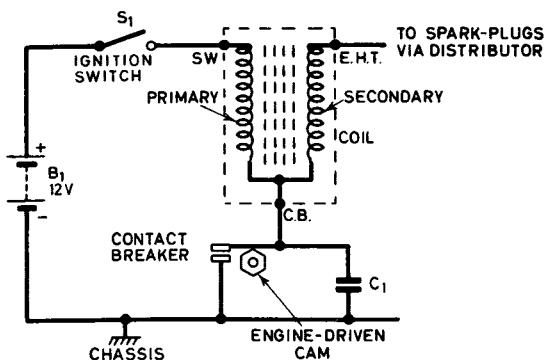 S1
IGNITION
SWITCH
SW
E.H.T.
TO SPARK-PLUGS
VIA DISTRIBUTOR
PRIMARY
SECONDARY
COIL
+
B1
12V
-
C.B.
CONTACT
BREAKER
C1
ENGINE-DRIVEN
CAM
CHASSIS